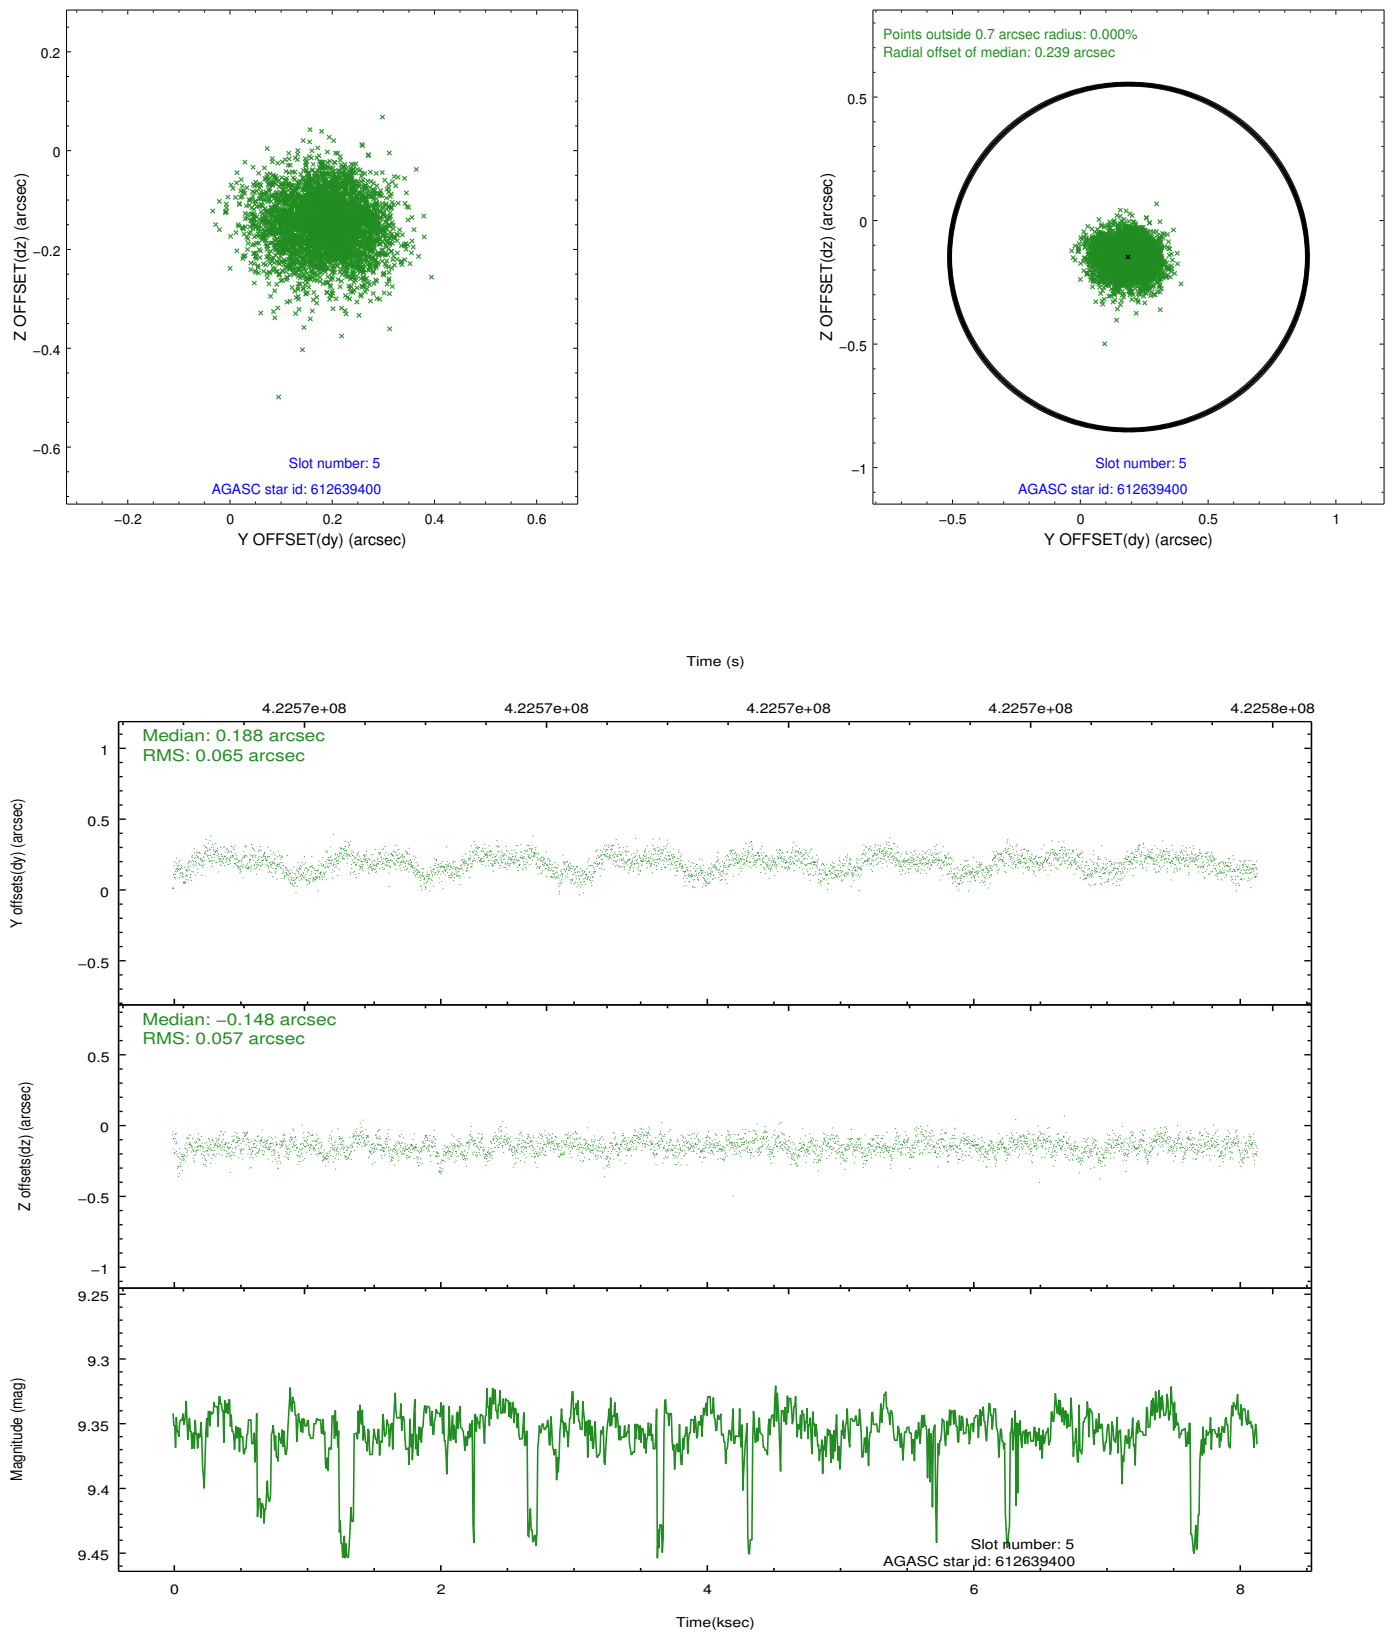 0.2
0
−0.2
−0.4
−0.6
Z OFFSET(dz) (arcsec)
Slot number: 5
AGASC star id: 612639400
−0.2 0 0.2 0.4 0.6
Y OFFSET(dy) (arcsec)
Points outside 0.7 arcsec radius: 0.000%
Radial offset of median: 0.239 arcsec
0.5
0
−0.5
−1
Z OFFSET(dz) (arcsec)
Slot number: 5
AGASC star id: 612639400
−0.5 0 0.5 1
Y OFFSET(dy) (arcsec)
Time (s)
4.2257e+08 4.2257e+08 4.2257e+08 4.2257e+08 4.2258e+08
Median: 0.188 arcsec
RMS: 0.065 arcsec
1
0.5
0
−0.5
Y offsets(dy) (arcsec)
Median: −0.148 arcsec
RMS: 0.057 arcsec
0.5
0
−0.5
−1
Z offsets(dz) (arcsec)
9.25
9.3
9.35
9.4
9.45
Magnitude (mag)
Slot number: 5
AGASC star id: 612639400
0 2 4 6 8
Time(ksec)